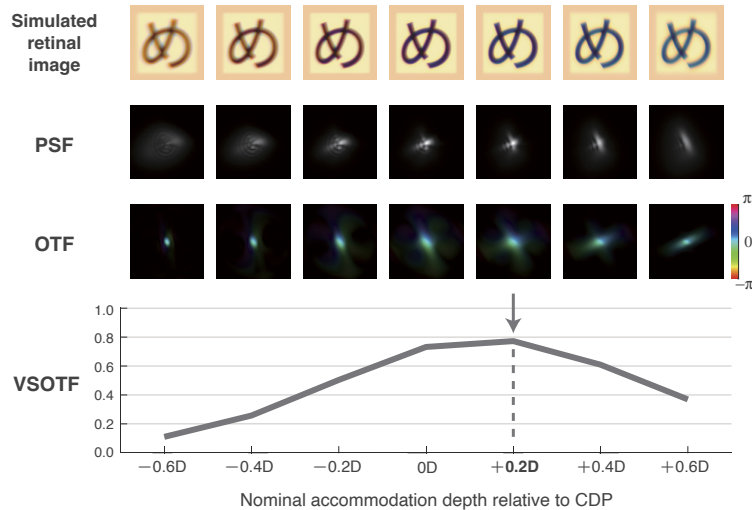 Simulated
retinal
image
め め め め め め め
PSF
OTF
π
0
−π
VSOTF
1.0
0.8
0.6
0.4
0.2
0.0
−0.6D −0.4D −0.2D 0D +0.2D +0.4D +0.6D
Nominal accommodation depth relative to CDP